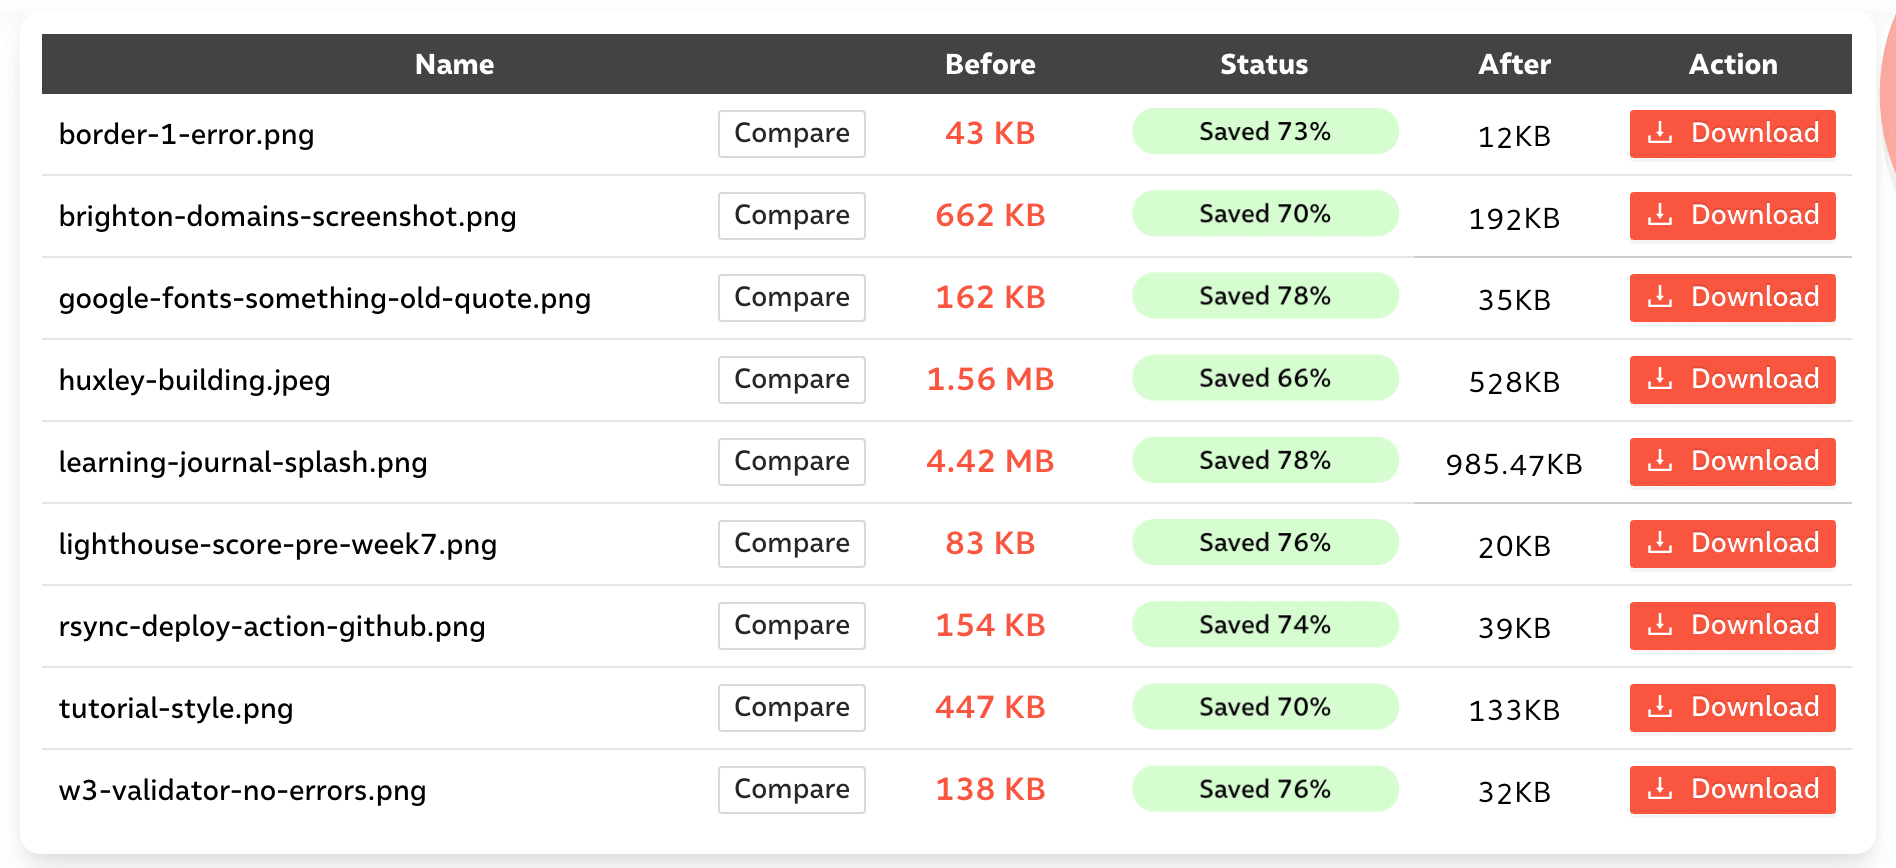 Name Before Status After Action
border-1-error.png Compare 43 KB Saved 73% 12KB Download
brighton-domains-screenshot.png Compare 662 KB Saved 70% 192KB Download
google-fonts-something-old-quote.png Compare 162 KB Saved 78% 35KB Download
huxley-building.jpeg Compare 1.56 MB Saved 66% 528KB Download
learning-journal-splash.png Compare 4.42 MB Saved 78% 985.47KB Download
lighthouse-score-pre-week7.png Compare 83 KB Saved 76% 20KB Download
rsync-deploy-action-github.png Compare 154 KB Saved 74% 39KB Download
tutorial-style.png Compare 447 KB Saved 70% 133KB Download
w3-validator-no-errors.png Compare 138 KB Saved 76% 32KB Download